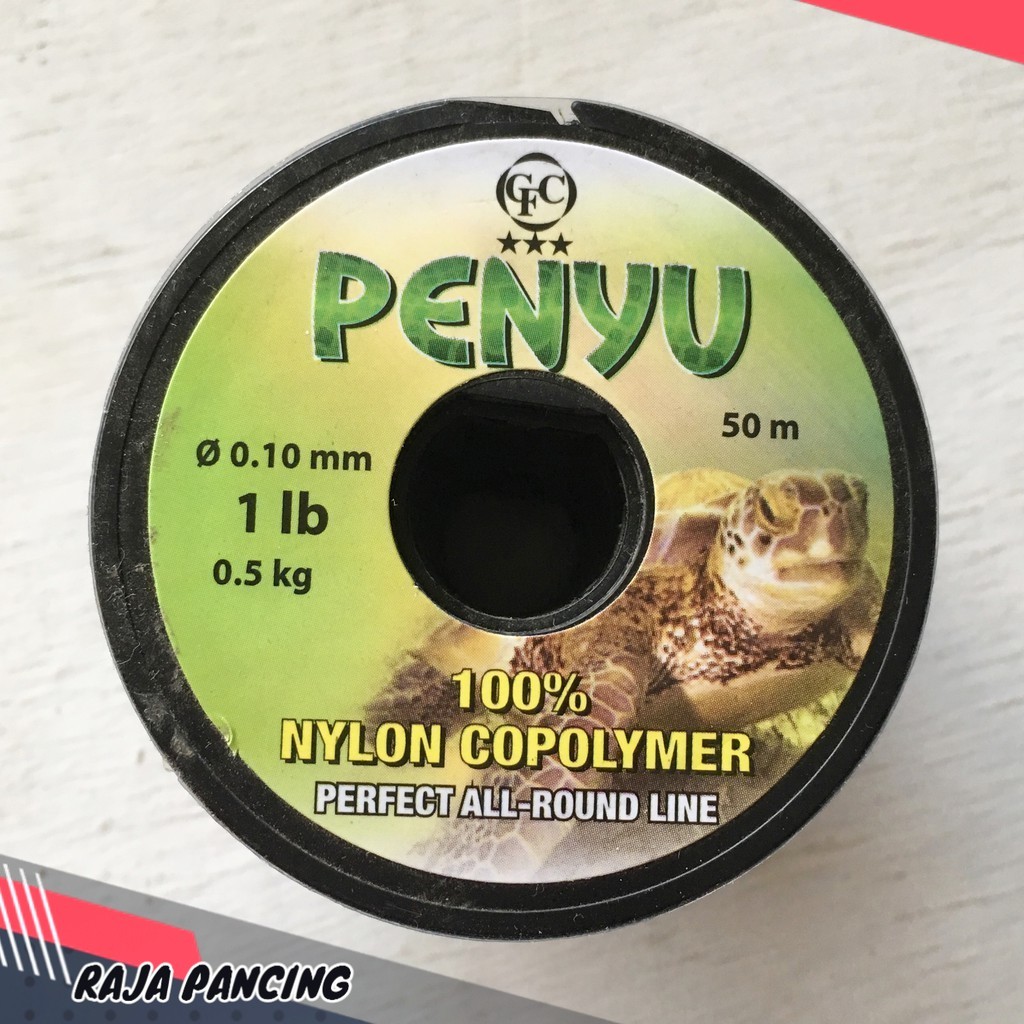 GFC
PENYU
50 m
Ø 0.10 mm
1 lb
0.5 kg
100%
NYLON COPOLYMER
PERFECT ALL-ROUND LINE
RAJA PANCING